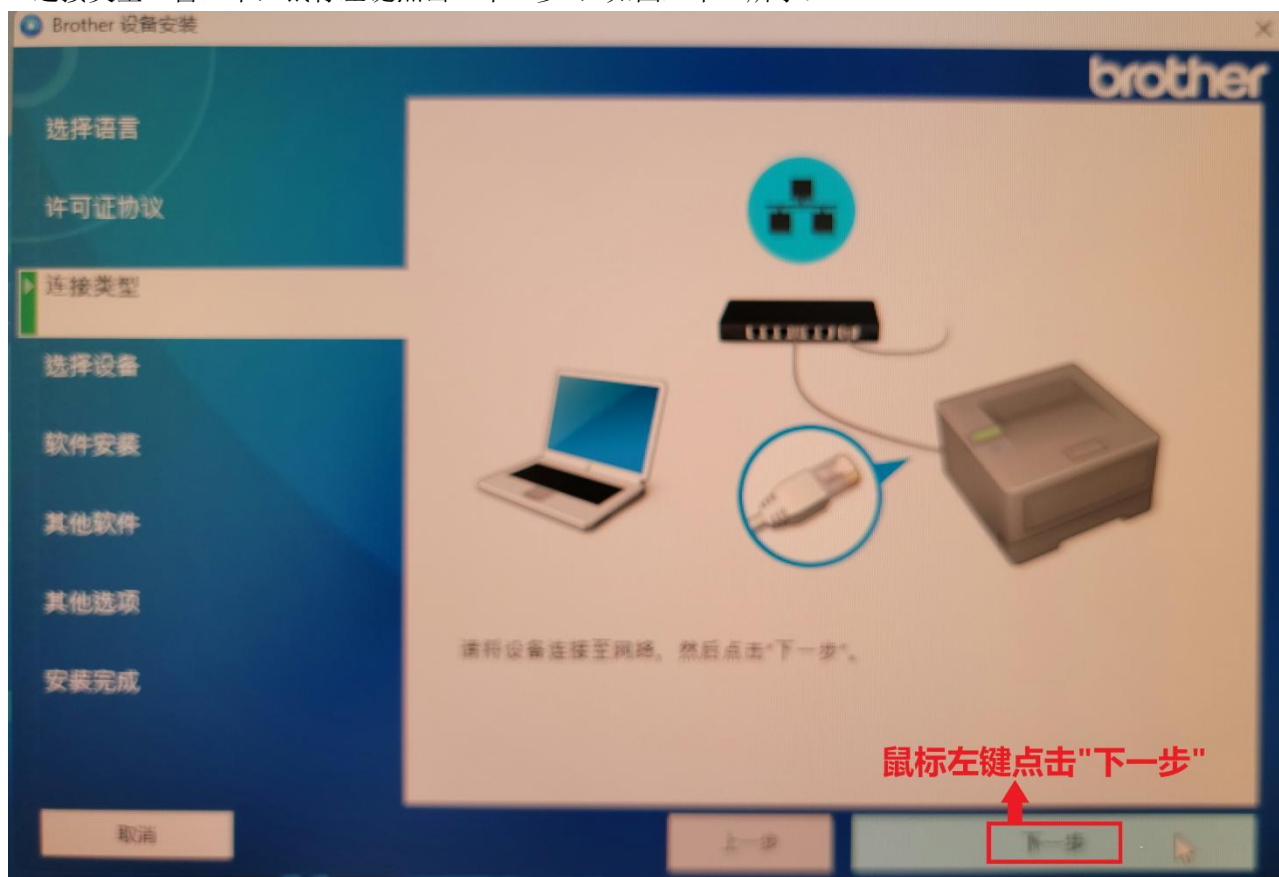 Brother 设备安装
brother
选择语言
许可证协议
连接类型
选择设备
软件安装
其他软件
其他选项
安装完成
请将设备连接至网络，然后点击"下一步"。
鼠标左键点击"下一步"
取消
上一步
下一步